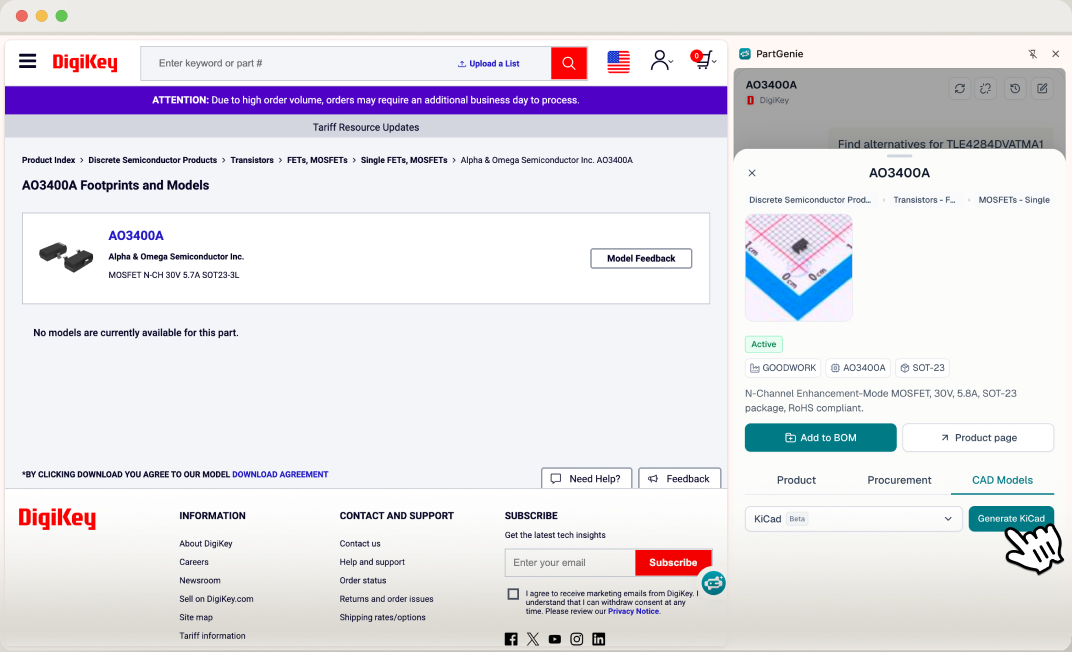 DigiKey
Enter keyword or part #
Upload a List
0
ATTENTION: Due to high order volume, orders may require an additional business day to process.
Tariff Resource Updates
Product Index > Discrete Semiconductor Products > Transistors > FETs, MOSFETs > Single FETs, MOSFETs > Alpha & Omega Semiconductor Inc. AO3400A
AO3400A Footprints and Models
AO3400A
Alpha & Omega Semiconductor Inc.
MOSFET N-CH 30V 5.7A SOT23-3L
Model Feedback
No models are currently available for this part.
*BY CLICKING DOWNLOAD YOU AGREE TO OUR MODEL DOWNLOAD AGREEMENT
Need Help?
Feedback
DigiKey
INFORMATION
About DigiKey
Careers
Newsroom
Sell on DigiKey.com
Site map
Tariff information
CONTACT AND SUPPORT
Contact us
Help and support
Order status
Returns and order issues
Shipping rates/options
SUBSCRIBE
Get the latest tech insights
Enter your email
Subscribe
I agree to receive marketing emails from DigiKey. I
understand that I can withdraw consent at any
time. Please review our Privacy Notice.
PartGenie
AO3400A
DigiKey
Find alternatives for TLE4284DVATMA1
AO3400A
Discrete Semiconductor Prod... > Transistors - F... > MOSFETs - Single
1cm
0cm
0cm
Active
GOODWORK
AO3400A
SOT-23
N-Channel Enhancement-Mode MOSFET, 30V, 5.8A, SOT-23
package, RoHS compliant.
Add to BOM
Product page
Product
Procurement
CAD Models
KiCad Beta
Generate KiCad